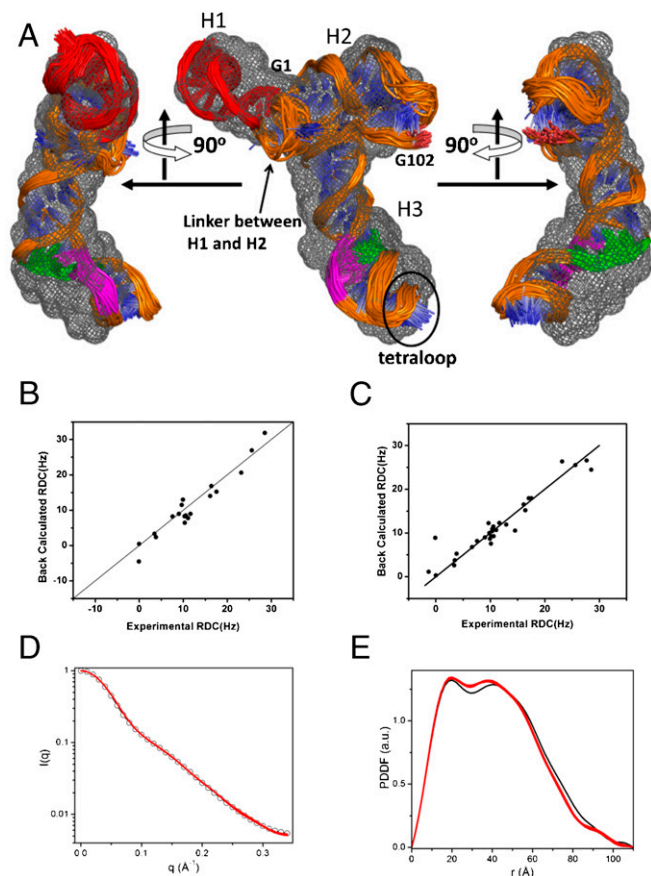 A
H1
H2
G1
90°
G102
90°
Linker between
H1 and H2
H3
tetraloop
B
C
Back Calculated RDC(Hz)
30
20
10
0
-10
-10 0 10 20 30
Experimental RDC(Hz)
Back Calculated RDC(Hz)
30
20
10
0
0 10 20 30
Experimental RDC(Hz)
D
E
I(q)
1
0.1
0.01
0.0 0.1 0.2 0.3
q (Å⁻¹)
PDDF (a.u.)
1.0
0.5
0
0 20 40 60 80 100
r (Å)